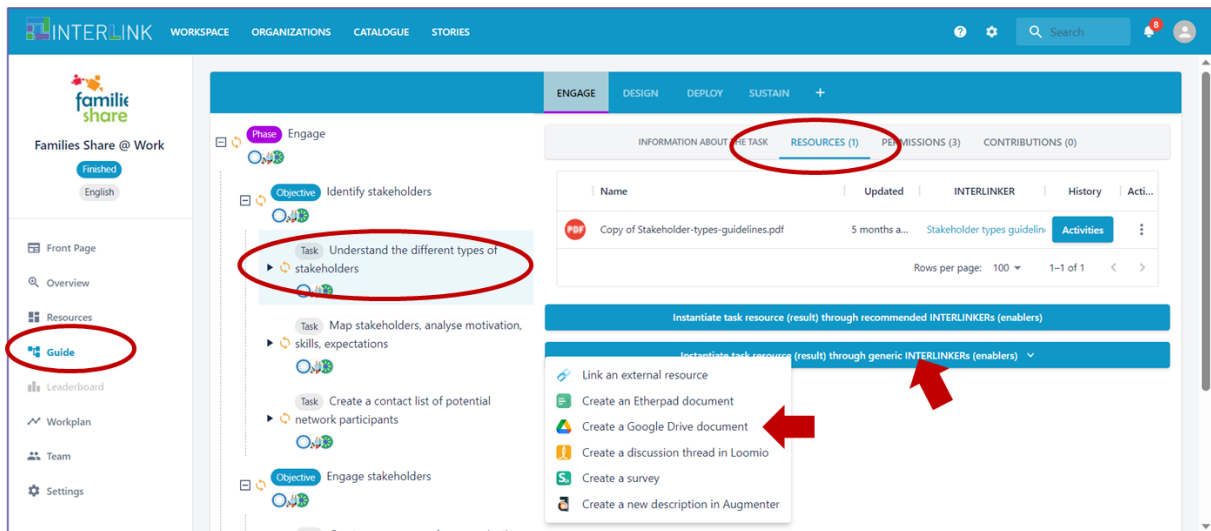 INTERLINK WORKSPACE ORGANIZATIONS CATALOGUE STORIES Search 8
familie
share
Families Share @ Work
Finished
English
Front Page
Overview
Resources
Guide
Leaderboard
Workplan
Team
Settings
Phase Engage
Objective Identify stakeholders
Task Understand the different types of
stakeholders
Task Map stakeholders, analyse motivation,
skills, expectations
Task Create a contact list of potential
network participants
Objective Engage stakeholders
ENGAGE DESIGN DEPLOY SUSTAIN +
INFORMATION ABOUT THE TASK RESOURCES (1) PERMISSIONS (3) CONTRIBUTIONS (0)
Name Updated INTERLINKER History Acti...
PDF Copy of Stakeholder-types-guidelines.pdf 5 months a... Stakeholder types guidelin Activities
Rows per page: 100 1–1 of 1
Instantiate task resource (result) through recommended INTERLINKERs (enablers)
Instantiate task resource (result) through generic INTERLINKERs (enablers)
Link an external resource
Create an Etherpad document
Create a Google Drive document
Create a discussion thread in Loomio
Create a survey
Create a new description in Augmenter